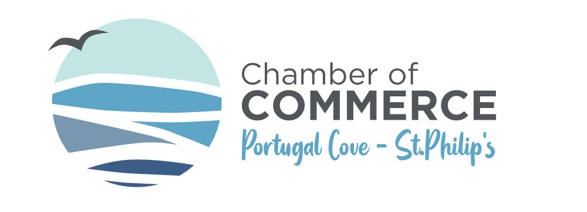 Chamber of
COMMERCE
Portugal Cove - St.Philip's